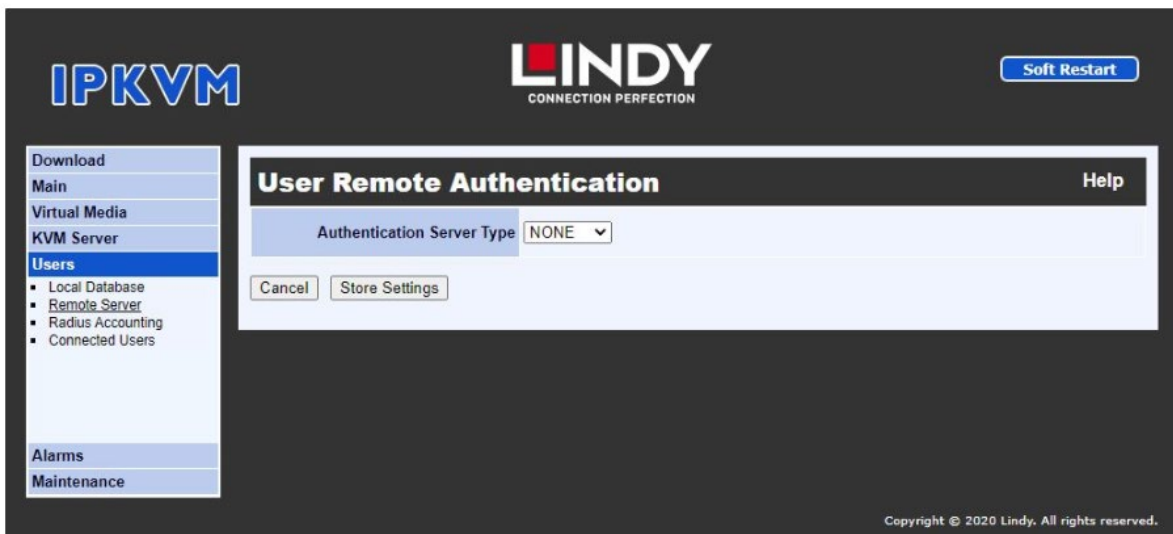 IPKVM
LINDY
CONNECTION PERFECTION
Soft Restart
Download
Main
Virtual Media
KVM Server
Users
Local Database
Remote Server
Radius Accounting
Connected Users
Alarms
Maintenance
User Remote Authentication
Help
Authentication Server Type NONE
Cancel Store Settings
Copyright © 2020 Lindy. All rights reserved.